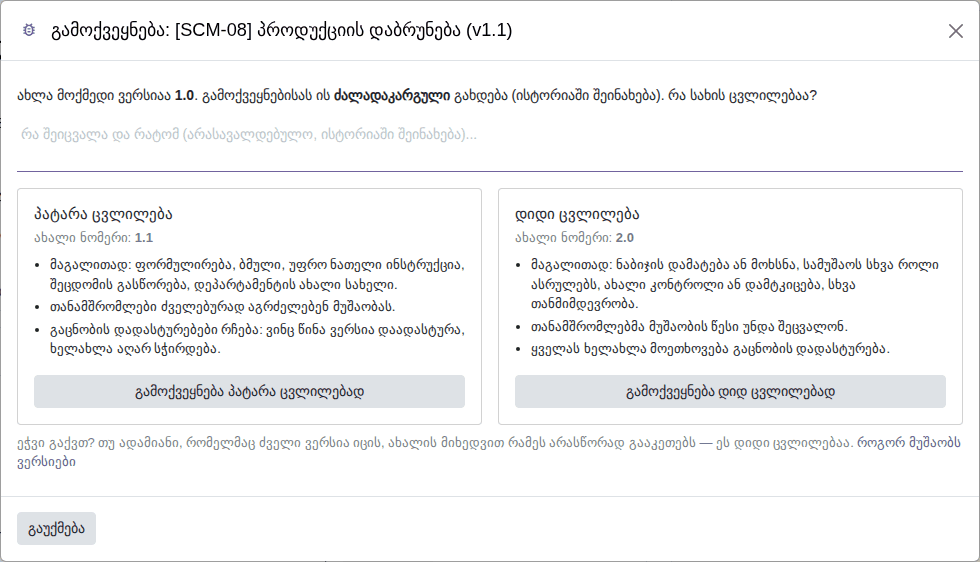 გამოქვეყნება: [SCM-08] პროდუქციის დაბრუნება (v1.1)
ახლა მოქმედი ვერსიაა 1.0. გამოქვეყნებისას ის ძალადაკარგული გახდება (ისტორიაში შეინახება). რა სახის ცვლილებაა?
რა შეიცვალა და რატომ (არასავალდებულო, ისტორიაში შეინახება)...
პატარა ცვლილება
ახალი ნომერი: 1.1
• მაგალითად: ფორმულირება, ბმული, უფრო ნათელი ინსტრუქცია,
შეცდომის გასწორება, დეპარტამენტის ახალი სახელი.
• თანამშრომლები ძველებურად აგრძელებენ მუშაობას.
• გაცნობის დადასტურებები რჩება: ვინც წინა ვერსია დაადასტურა,
ხელახლა აღარ სჭირდება.
გამოქვეყნება პატარა ცვლილებად
დიდი ცვლილება
ახალი ნომერი: 2.0
• მაგალითად: ნაბიჯის დამატება ან მოხსნა, სამუშაოს სხვა როლი
ასრულებს, ახალი კონტროლი ან დამტკიცება, სხვა
თანმიმდევრობა.
• თანამშრომლებმა მუშაობის წესი უნდა შეცვალონ.
• ყველას ხელახლა მოეთხოვება გაცნობის დადასტურება.
გამოქვეყნება დიდ ცვლილებად
ეჭვი გაქვთ? თუ ადამიანი, რომელმაც ძველი ვერსია იცის, ახალის მიხედვით რამეს არასწორად გააკეთებს — ეს დიდი ცვლილებაა. როგორ მუშაობს
ვერსიები
გაუქმება